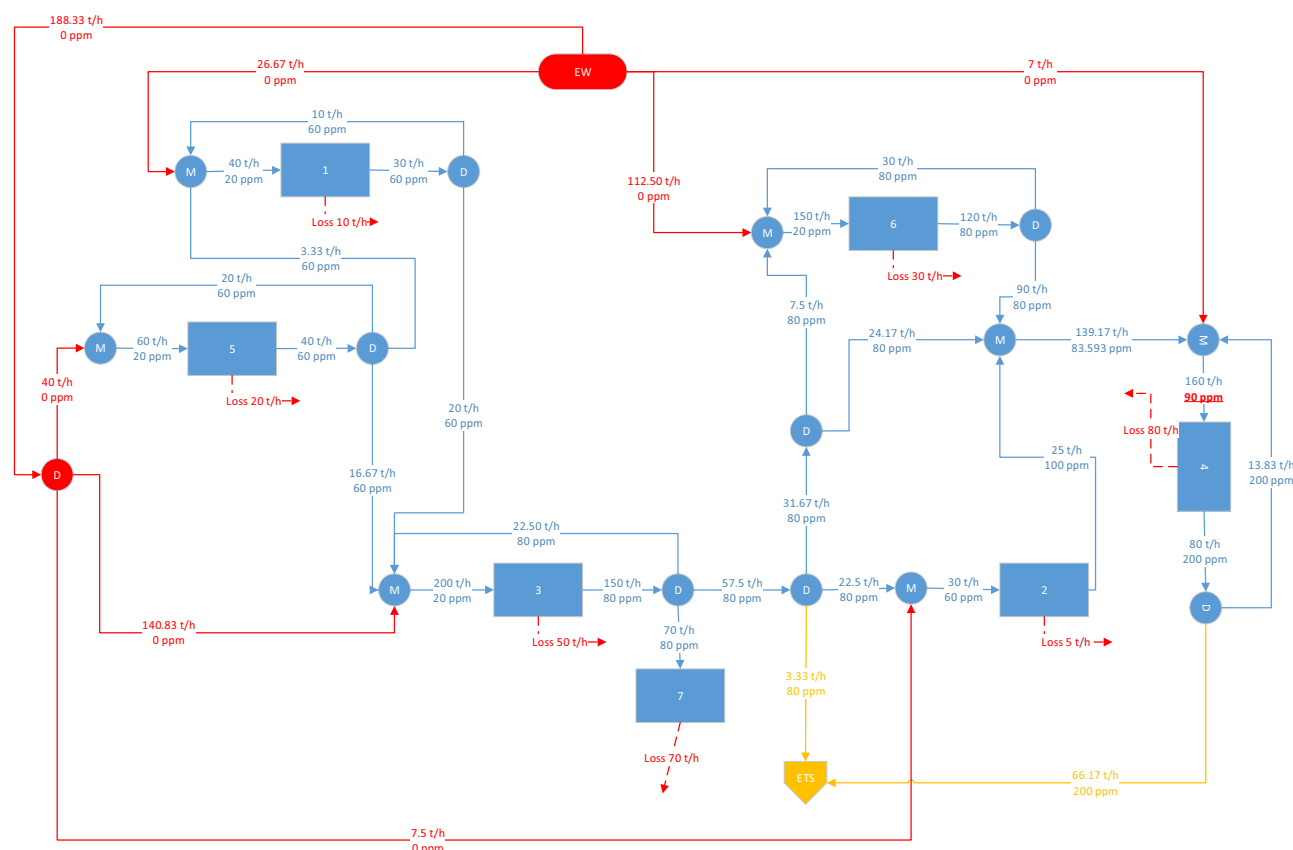 188.33 t/h
0 ppm
26.67 t/h
0 ppm
EW
7 t/h
0 ppm
10 t/h
60 ppm
M
40 t/h
20 ppm
1
30 t/h
60 ppm
D
Loss 10 t/h
112.50 t/h
0 ppm
30 t/h
80 ppm
M
150 t/h
20 ppm
6
120 t/h
80 ppm
D
Loss 30 t/h
3.33 t/h
60 ppm
20 t/h
60 ppm
M
60 t/h
20 ppm
5
40 t/h
60 ppm
D
Loss 20 t/h
40 t/h
0 ppm
7.5 t/h
80 ppm
24.17 t/h
80 ppm
90 t/h
80 ppm
M
139.17 t/h
83.593 ppm
M
160 t/h
90 ppm
Loss 80 t/h
4
13.83 t/h
200 ppm
20 t/h
60 ppm
D
25 t/h
100 ppm
D
16.67 t/h
60 ppm
31.67 t/h
80 ppm
80 t/h
200 ppm
22.50 t/h
80 ppm
M
200 t/h
20 ppm
3
150 t/h
80 ppm
D
57.5 t/h
80 ppm
D
22.5 t/h
80 ppm
M
30 t/h
60 ppm
2
D
140.83 t/h
0 ppm
Loss 50 t/h
70 t/h
80 ppm
Loss 5 t/h
7
3.33 t/h
80 ppm
Loss 70 t/h
ETS
66.17 t/h
200 ppm
7.5 t/h
0 ppm